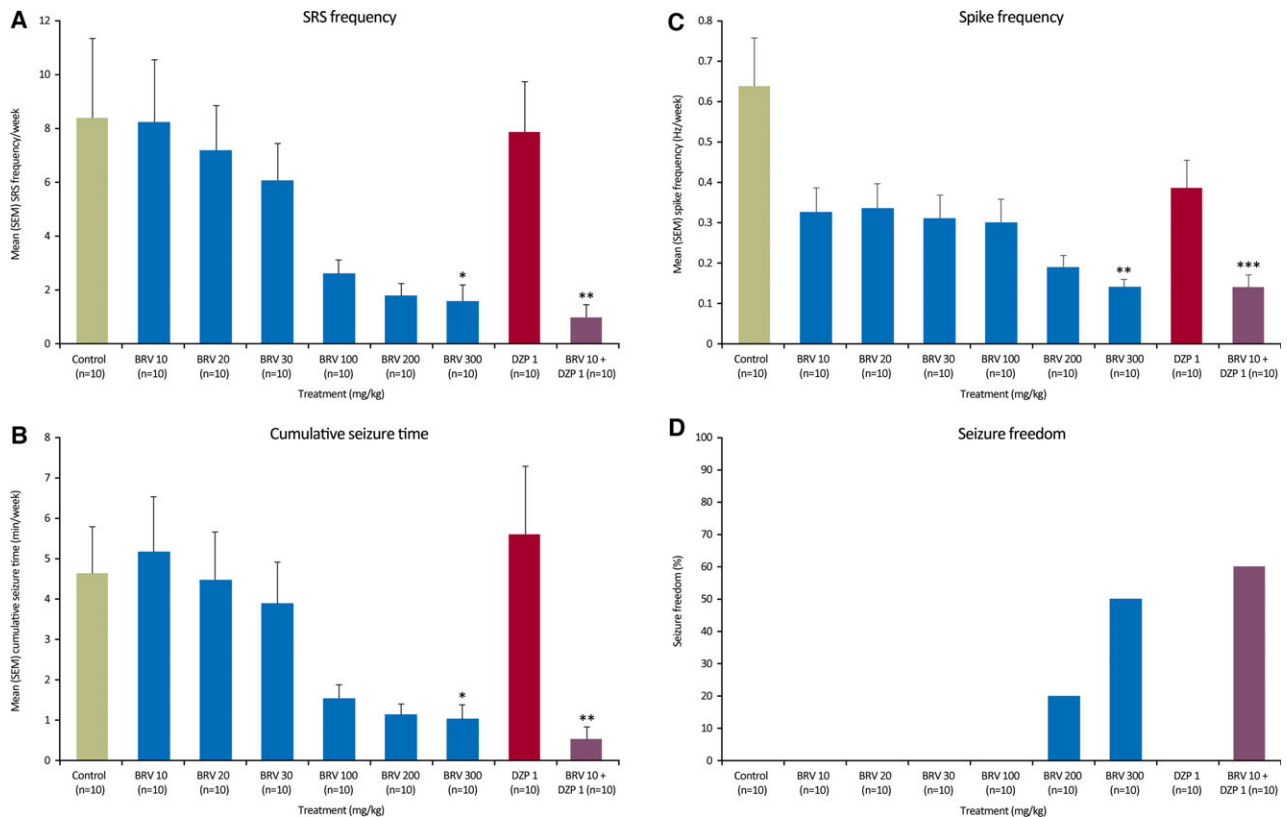 A
SRS frequency
Mean (SEM) SRS frequency/week
12
10
8
6
4
2
0
*
**
Control BRV 10 BRV 20 BRV 30 BRV 100 BRV 200 BRV 300 DZP 1 BRV 10 +
(n=10) (n=10) (n=10) (n=10) (n=10) (n=10) (n=10) (n=10) DZP 1 (n=10)
Treatment (mg/kg)
B
Cumulative seizure time
Mean (SEM) cumulative seizure time (min/week)
8
7
6
5
4
3
2
1
0
*
**
Control BRV 10 BRV 20 BRV 30 BRV 100 BRV 200 BRV 300 DZP 1 BRV 10 +
(n=10) (n=10) (n=10) (n=10) (n=10) (n=10) (n=10) (n=10) DZP 1 (n=10)
Treatment (mg/kg)
C
Spike frequency
Mean (SEM) spike frequency (Hz/week)
0.8
0.7
0.6
0.5
0.4
0.3
0.2
0.1
0
**
***
Control BRV 10 BRV 20 BRV 30 BRV 100 BRV 200 BRV 300 DZP 1 BRV 10 +
(n=10) (n=10) (n=10) (n=10) (n=10) (n=10) (n=10) (n=10) DZP 1 (n=10)
Treatment (mg/kg)
D
Seizure freedom
Seizure freedom (%)
100
90
80
70
60
50
40
30
20
10
0
Control BRV 10 BRV 20 BRV 30 BRV 100 BRV 200 BRV 300 DZP 1 BRV 10 +
(n=10) (n=10) (n=10) (n=10) (n=10) (n=10) (n=10) (n=10) DZP 1 (n=10)
Treatment (mg/kg)